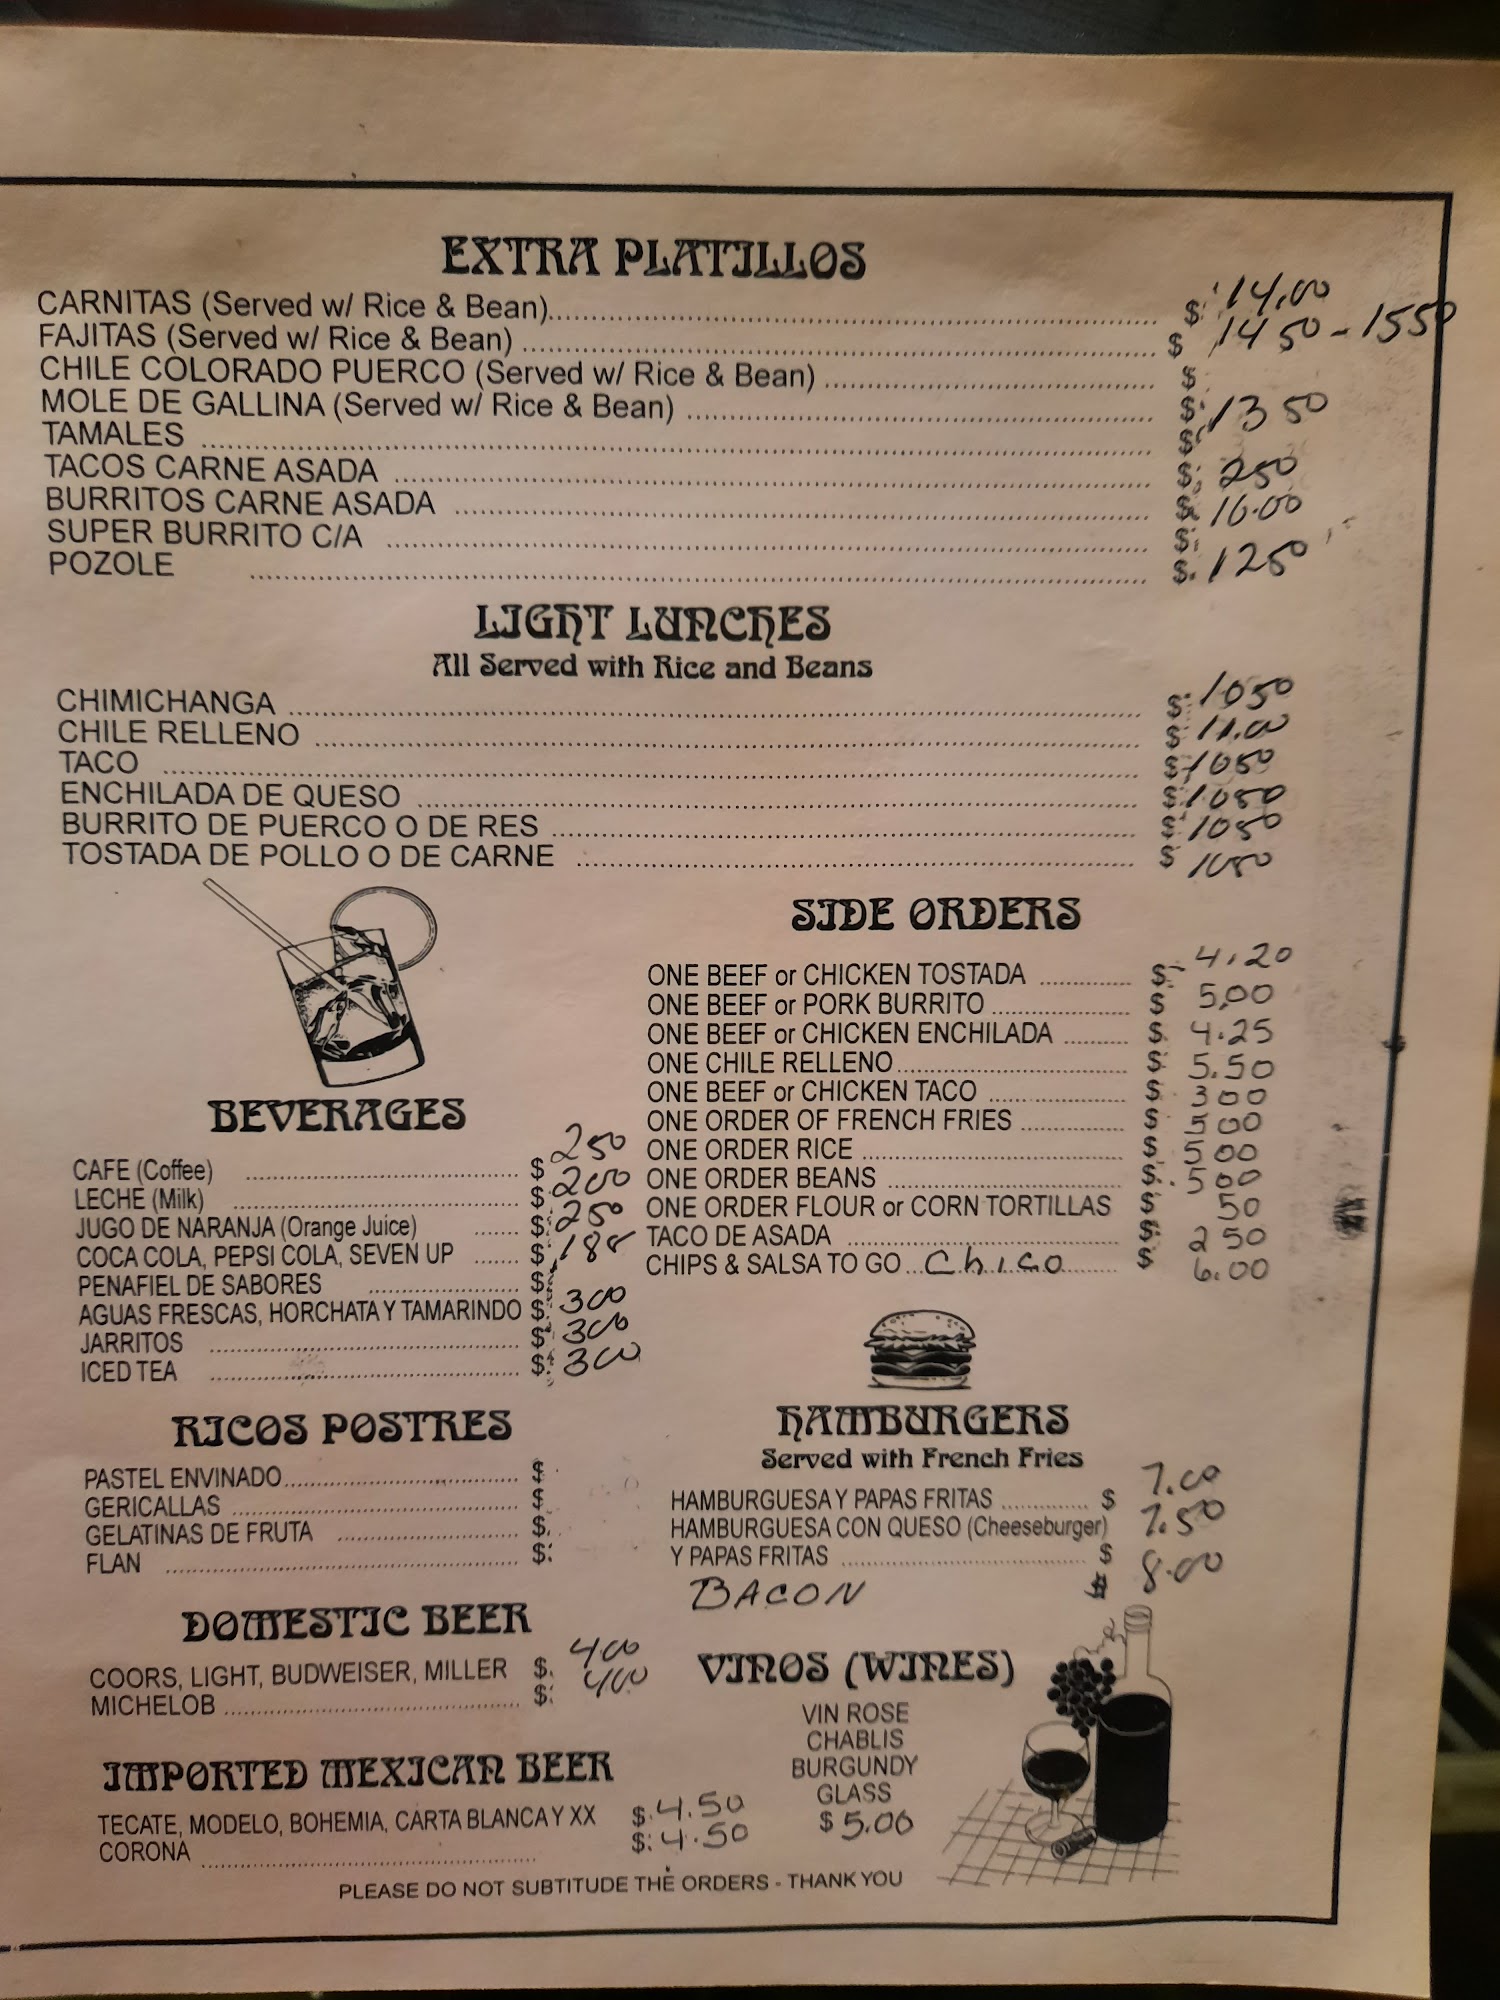 EXTRA PLATILLOS
CARNITAS (Served w/ Rice & Bean) $ 14.00
FAJITAS (Served w/ Rice & Bean) $ 14 50 - 15 50
CHILE COLORADO PUERCO (Served w/ Rice & Bean) $
MOLE DE GALLINA (Served w/ Rice & Bean) $ 13 50
TAMALES $
TACOS CARNE ASADA $ 2 50
BURRITOS CARNE ASADA $ 10.00
SUPER BURRITO C/A $
POZOLE $ 12 50
LIGHT LUNCHES
All Served with Rice and Beans
CHIMICHANGA $ 10 50
CHILE RELLENO $ 11.00
TACO $ 10 50
ENCHILADA DE QUESO $ 10 50
BURRITO DE PUERCO O DE RES $ 10 50
TOSTADA DE POLLO O DE CARNE $ 10 50
SIDE ORDERS
ONE BEEF or CHICKEN TOSTADA $ 4.20
ONE BEEF or PORK BURRITO $ 5.00
ONE BEEF or CHICKEN ENCHILADA $ 4.25
ONE CHILE RELLENO $ 5.50
ONE BEEF or CHICKEN TACO $ 3 00
ONE ORDER OF FRENCH FRIES $ 5 00
ONE ORDER RICE $ 5 00
ONE ORDER BEANS $ 5 00
ONE ORDER FLOUR or CORN TORTILLAS $ 50
TACO DE ASADA $ 2 50
CHIPS & SALSA TO GO Chico $ 6.00
BEVERAGES
CAFE (Coffee) $ 2 50
LECHE (Milk) $ 2 00
JUGO DE NARANJA (Orange Juice) $ 2 50
COCA COLA, PEPSI COLA, SEVEN UP $
PENAFIEL DE SABORES $
AGUAS FRESCAS, HORCHATA Y TAMARINDO $ 3 00
JARRITOS $ 3 00
ICED TEA $ 3 00
RICOS POSTRES
PASTEL ENVINADO $
GERICALLAS $
GELATINAS DE FRUTA $
FLAN $
HAMBURGERS
Served with French Fries
HAMBURGUESA Y PAPAS FRITAS $ 7.00
HAMBURGUESA CON QUESO (Cheeseburger) 7.50
Y PAPAS FRITAS $
BACON $ 8.00
DOMESTIC BEER
COORS, LIGHT, BUDWEISER, MILLER $ 4 00
MICHELOB $ 4 00
IMPORTED MEXICAN BEER
TECATE, MODELO, BOHEMIA, CARTA BLANCA Y XX $ 4.50
CORONA $ 4.50
VINOS (WINES)
VIN ROSE
CHABLIS
BURGUNDY
GLASS
$ 5.00
PLEASE DO NOT SUBTITUDE THE ORDERS - THANK YOU